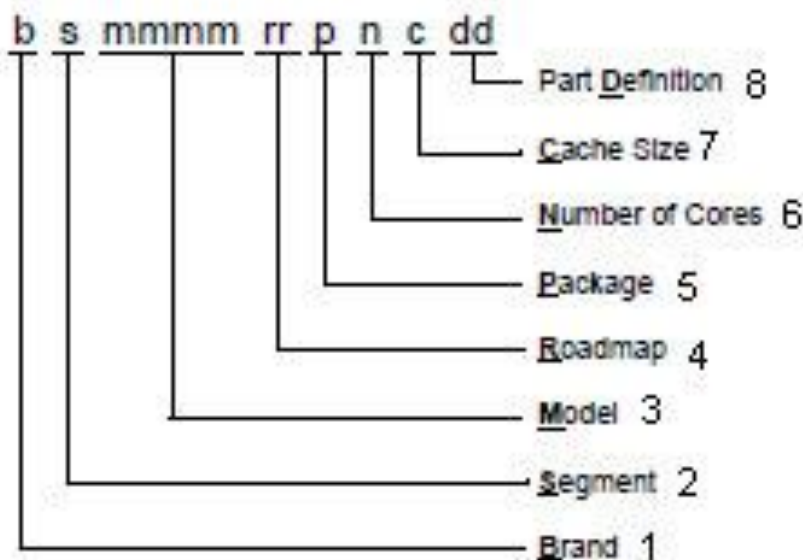 b s mmmm rr p n c dd
Part Definition 8
Cache Size 7
Number of Cores 6
Package 5
Roadmap 4
Model 3
Segment 2
Brand 1